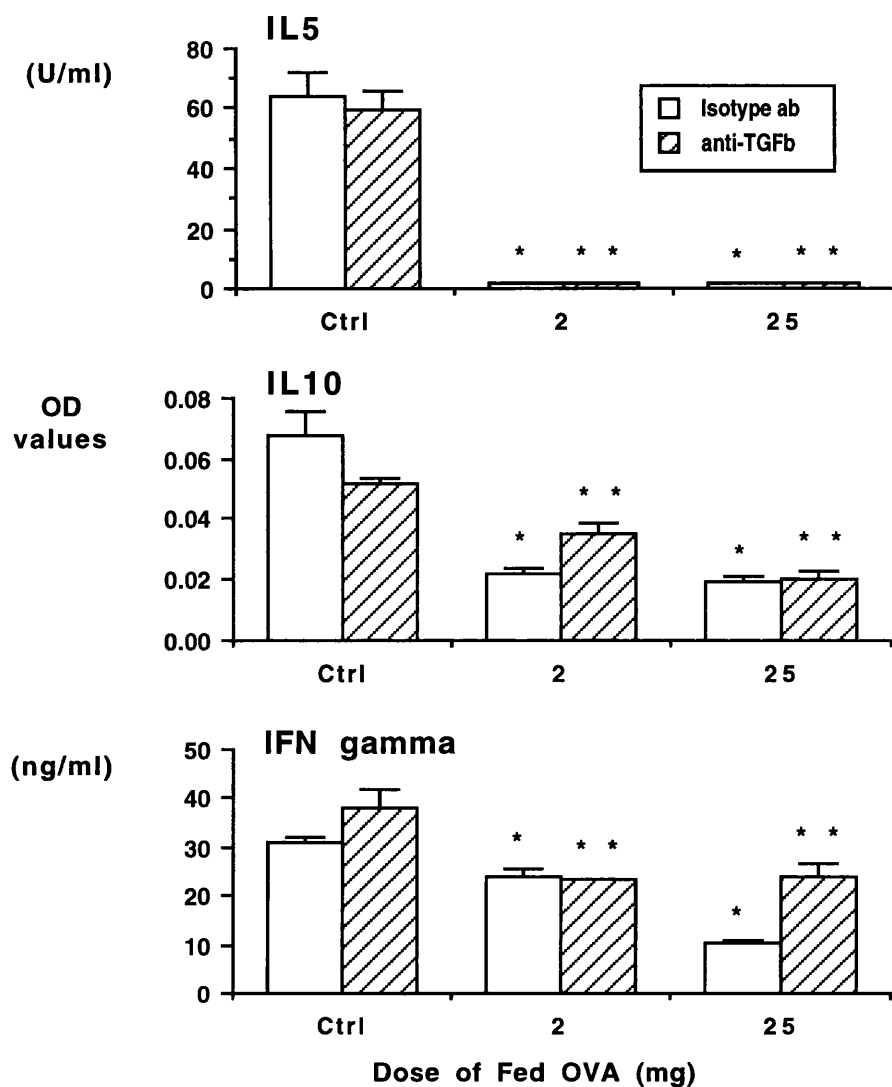 IL5
(U/ml)
80
60
40
20
0
Isotype ab
anti-TGFb
* * * * * *
Ctrl 2 25
IL10
OD
values
0.08
0.06
0.04
0.02
0.00
* * * * * *
Ctrl 2 25
IFN gamma
(ng/ml)
50
40
30
20
10
0
* * * * * *
Ctrl 2 25
Dose of Fed OVA (mg)